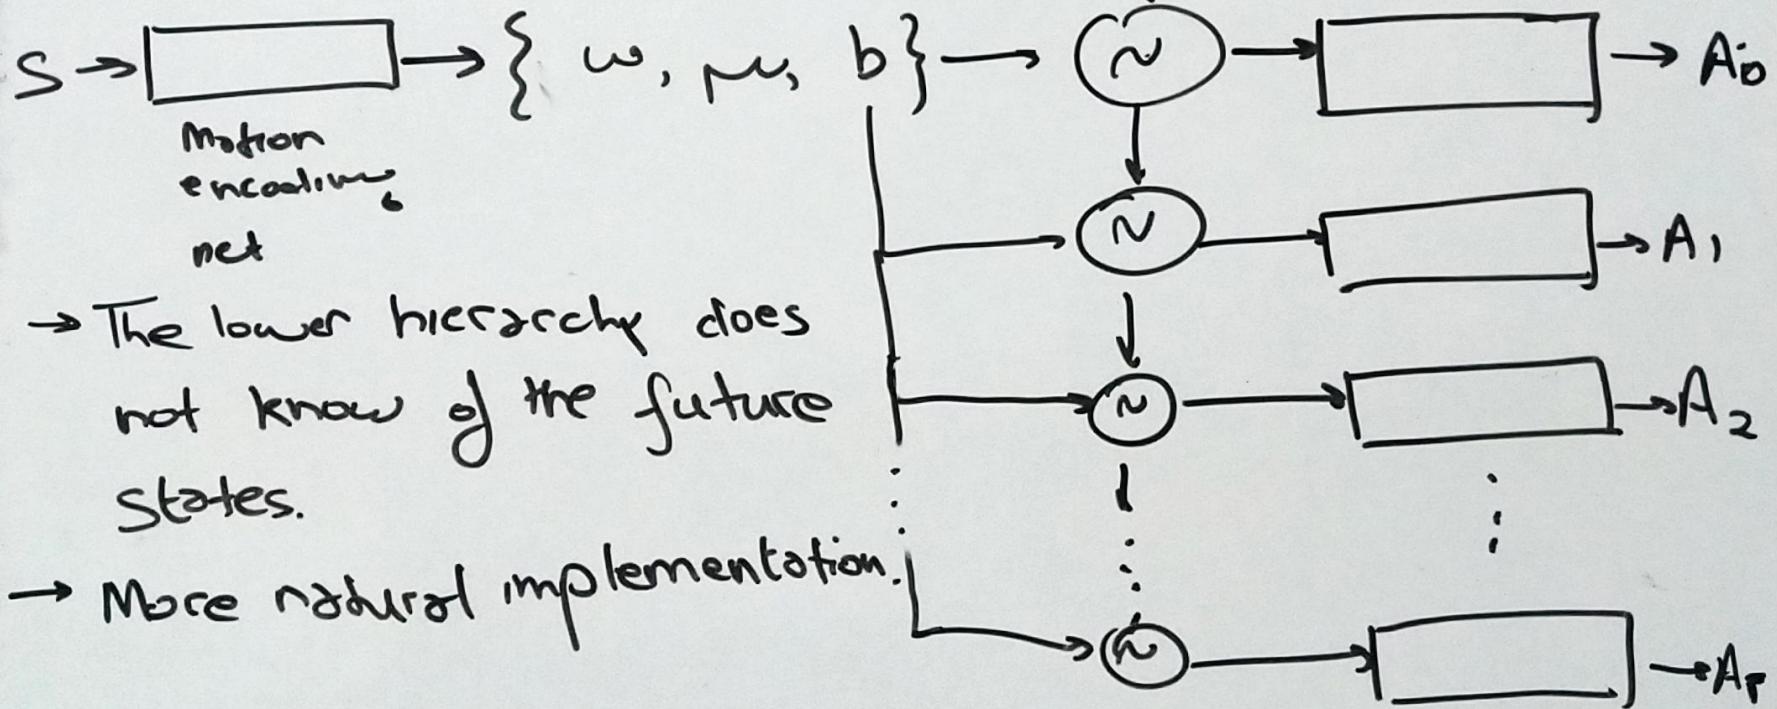 S → → { ω, μ, b } → ~ → → A₀
Motion
encoding
net
~ → → A₁
→ The lower hierarchy does
not know of the future
states.
~ → → A₂
→ More natural implementation.
~ → → A